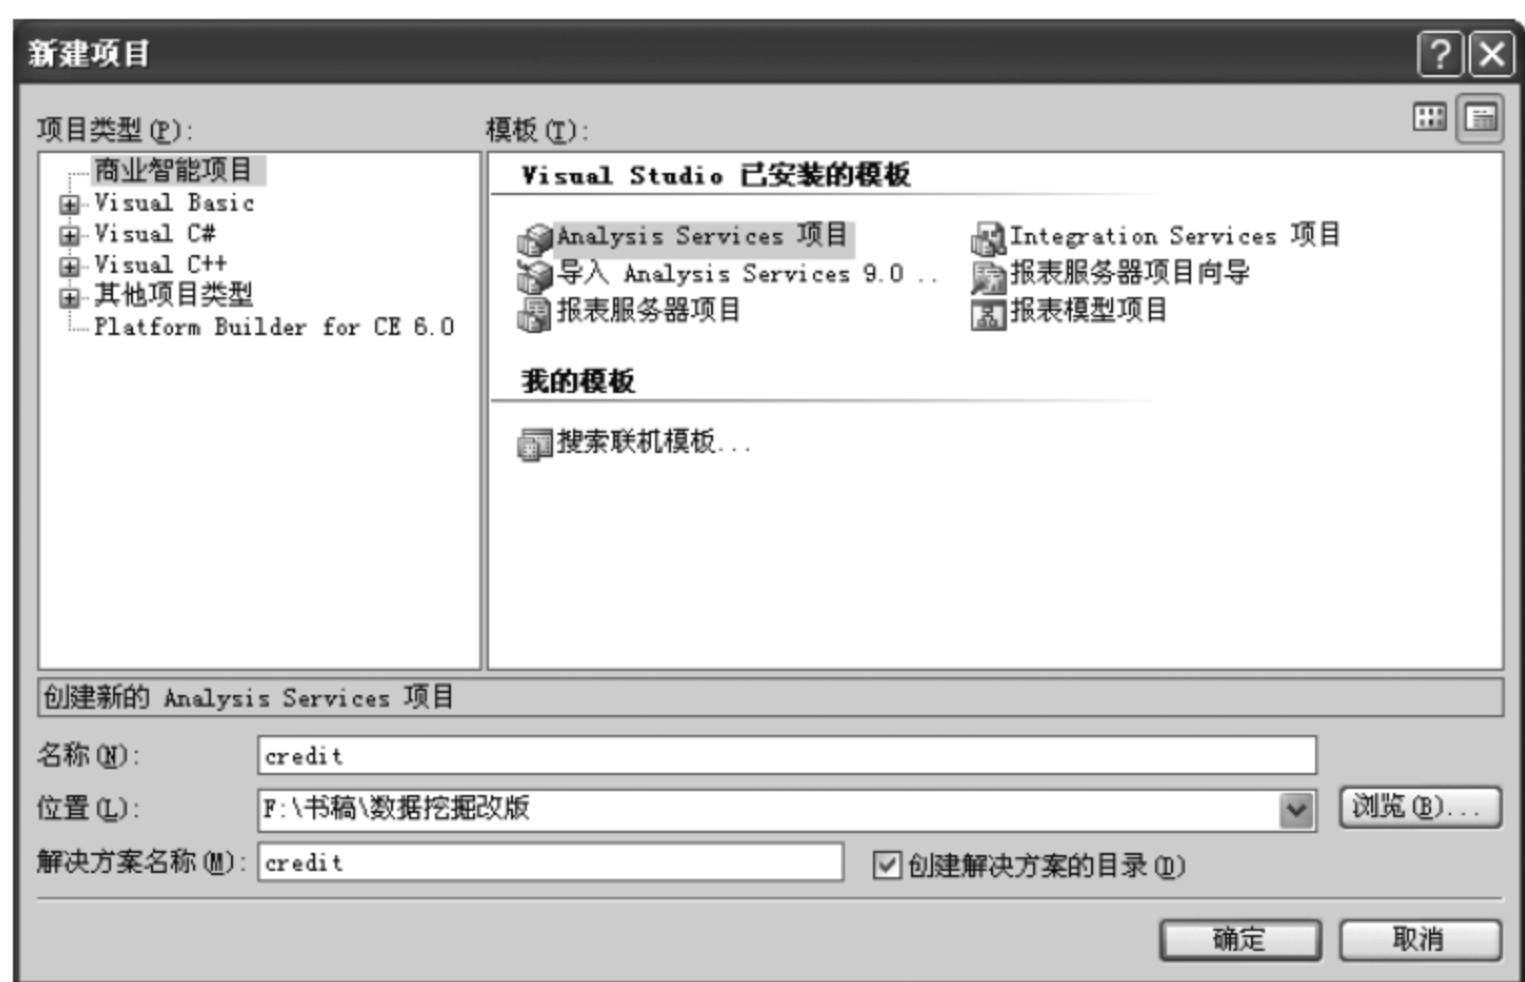 新建项目
项目类型(P):
商业智能项目
Visual Basic
Visual C#
Visual C++
其他项目类型
Platform Builder for CE 6.0
模板(T):
Visual Studio 已安装的模板
Analysis Services 项目
Integration Services 项目
导入 Analysis Services 9.0 ..
报表服务器项目向导
报表服务器项目
报表模型项目
我的模板
搜索联机模板...
创建新的 Analysis Services 项目
名称(N):
credit
位置(L):
F:\书稿\数据挖掘改版
浏览(B)...
解决方案名称(M):
credit
创建解决方案的目录(D)
确定
取消